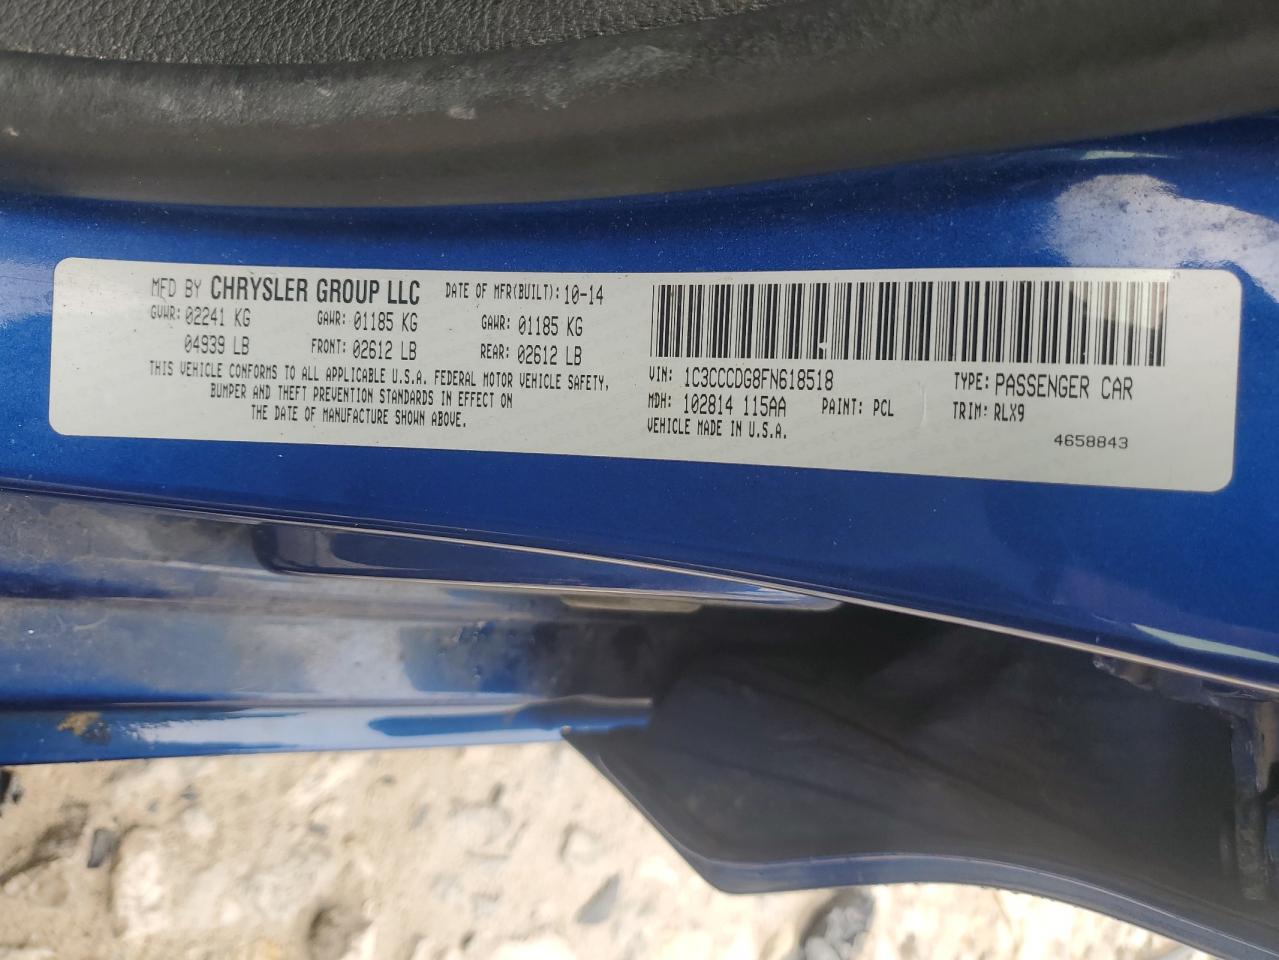 MFD BY CHRYSLER GROUP LLC DATE OF MFR(BUILT): 10-14
GVWR: 02241 KG GAWR: 01185 KG GAWR: 01185 KG
04939 LB FRONT: 02612 LB REAR: 02612 LB
THIS VEHICLE CONFORMS TO ALL APPLICABLE U.S.A. FEDERAL MOTOR VEHICLE SAFETY,
BUMPER AND THEFT PREVENTION STANDARDS IN EFFECT ON
THE DATE OF MANUFACTURE SHOWN ABOVE.
VIN: 1C3CCCDG8FN618518 TYPE: PASSENGER CAR
MDH: 102814 115AA PAINT: PCL TRIM: RLX9
VEHICLE MADE IN U.S.A.
4658843